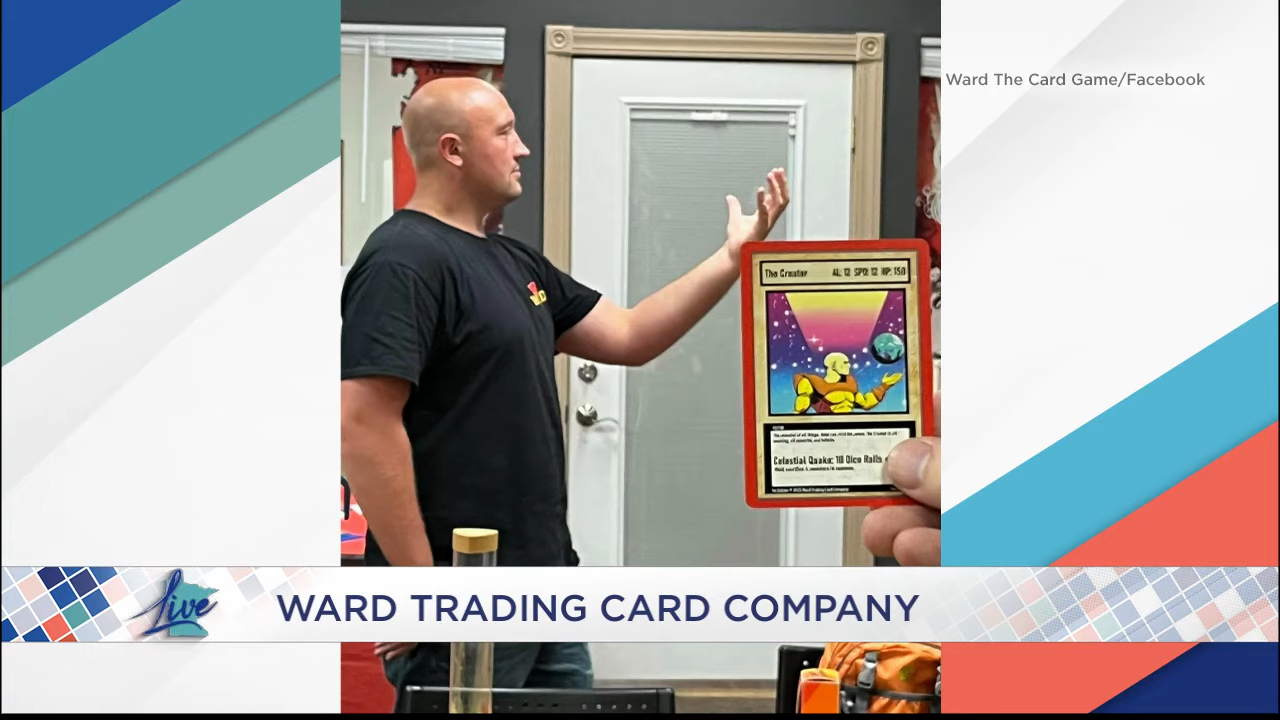 Ward The Card Game/Facebook
The Creator AL: 12 SPD: 12 HP: 150
Celestial Quake: 10 Dice Rolls
Live
WARD TRADING CARD COMPANY